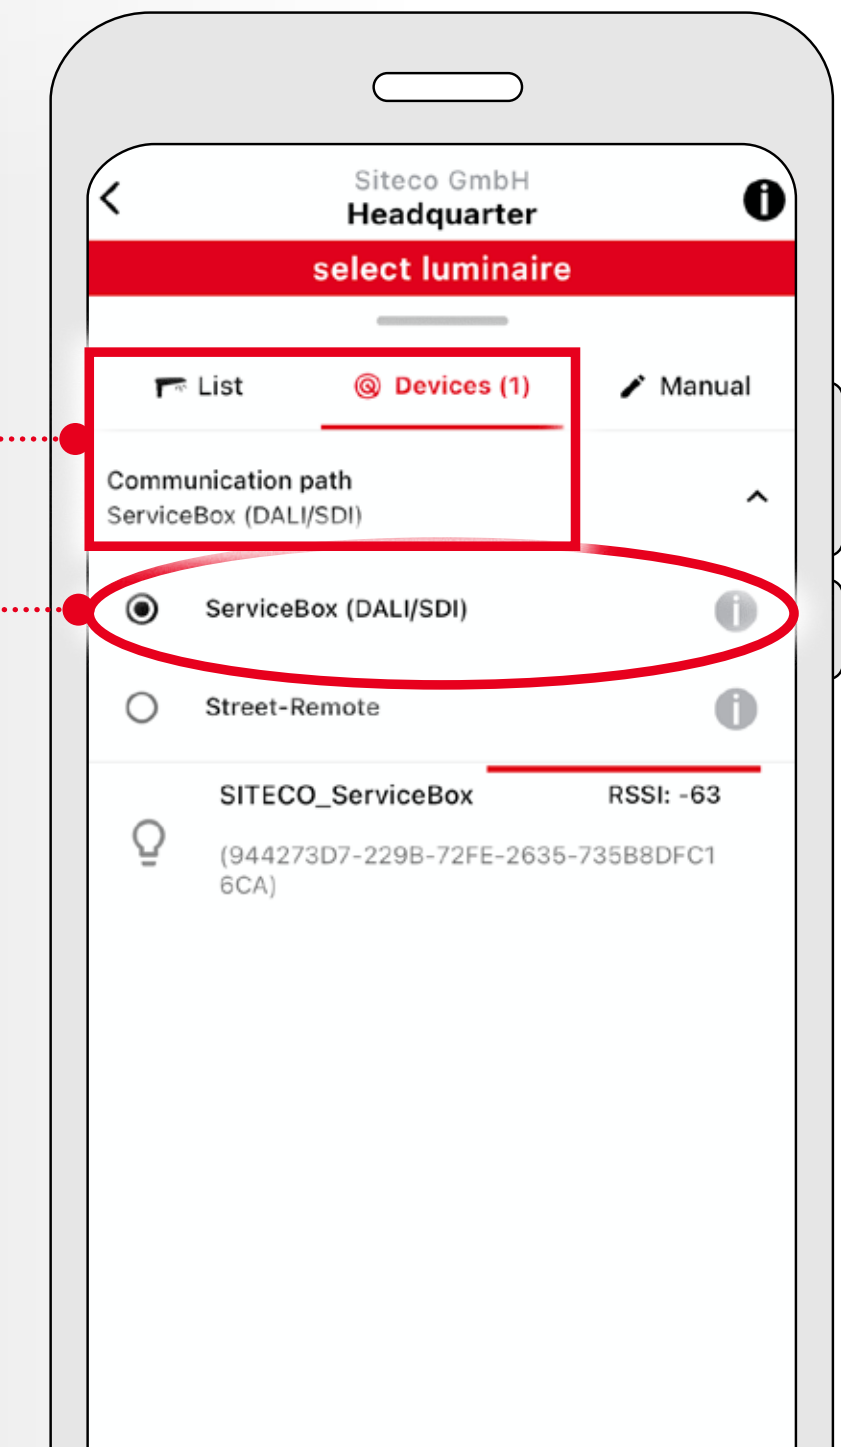 Siteco GmbH
Headquarter
select luminaire
List Devices (1) Manual
Communication path
ServiceBox (DALI/SDI)
ServiceBox (DALI/SDI)
Street-Remote
SITECO_ServiceBox RSSI: -63
(944273D7-229B-72FE-2635-735B8DFC1
6CA)